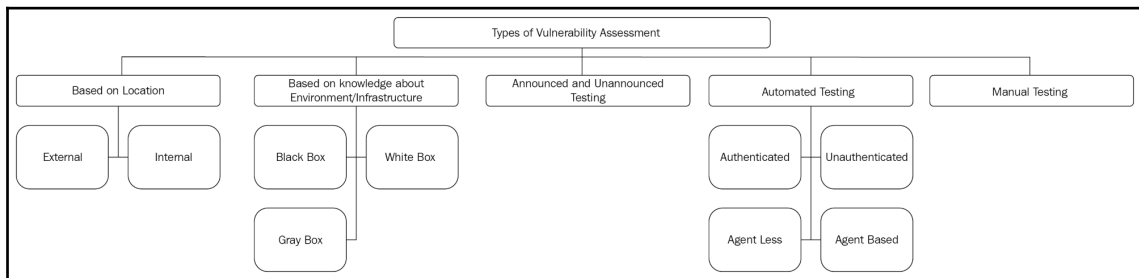 Types of Vulnerability Assessment
Based on Location
Based on knowledge about
Environment/Infrastructure
Announced and Unannounced
Testing
Automated Testing
Manual Testing
External
Internal
Black Box
White Box
Authenticated
Unauthenticated
Gray Box
Agent Less
Agent Based